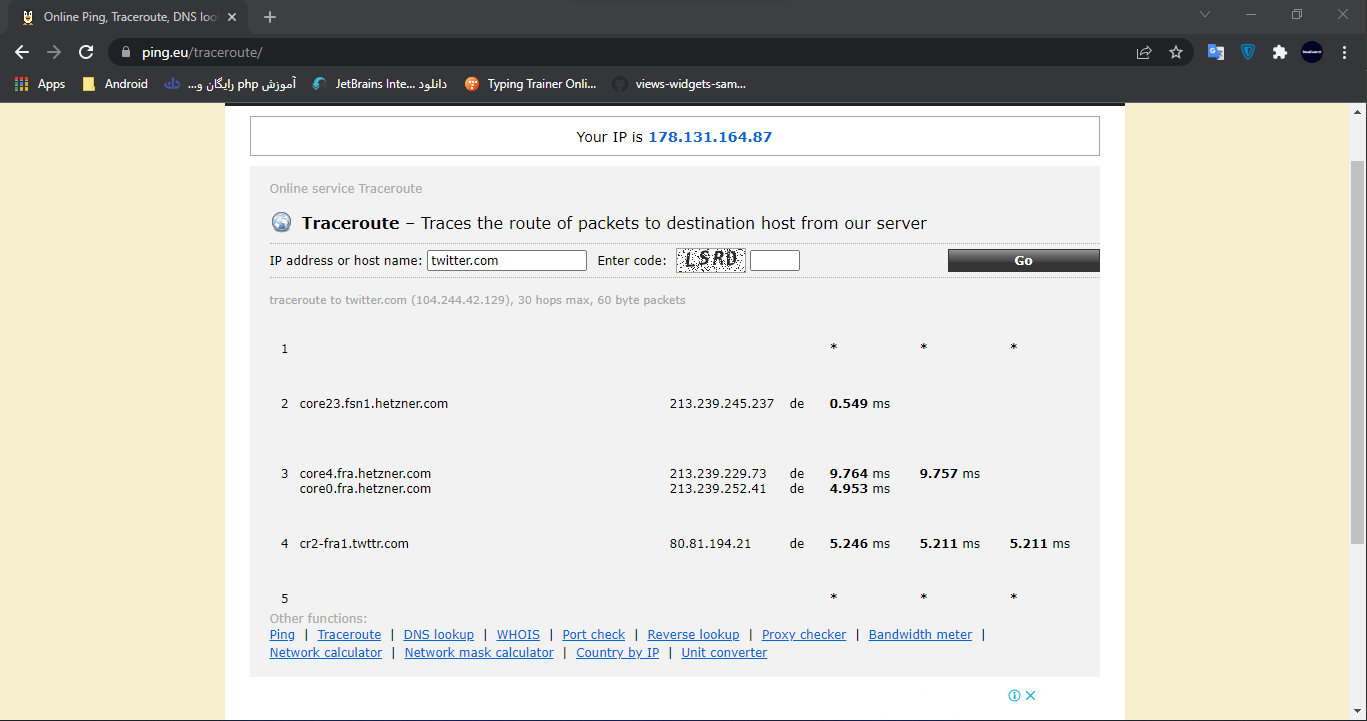 Online Ping, Traceroute, DNS loo
ping.eu/traceroute/
Apps
Android
آموزش php رایگان و...
JetBrains Inte... دانلود
Typing Trainer Onli...
views-widgets-sam...
Your IP is 178.131.164.87
Online service Traceroute
Traceroute – Traces the route of packets to destination host from our server
IP address or host name: twitter.com Enter code: LSRD Go
traceroute to twitter.com (104.244.42.129), 30 hops max, 60 byte packets
1 * * *
2 core23.fsn1.hetzner.com 213.239.245.237 de 0.549 ms
3 core4.fra.hetzner.com 213.239.229.73 de 9.764 ms 9.757 ms
core0.fra.hetzner.com 213.239.252.41 de 4.953 ms
4 cr2-fra1.twttr.com 80.81.194.21 de 5.246 ms 5.211 ms 5.211 ms
5 * * *
Other functions:
Ping | Traceroute | DNS lookup | WHOIS | Port check | Reverse lookup | Proxy checker | Bandwidth meter |
Network calculator | Network mask calculator | Country by IP | Unit converter